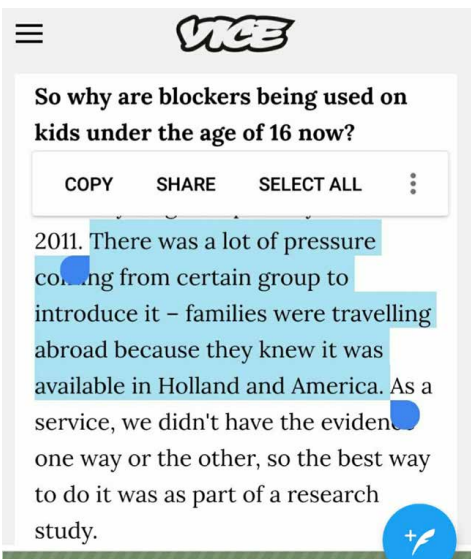 VICE
So why are blockers being used on
kids under the age of 16 now?
COPY SHARE SELECT ALL
2011. There was a lot of pressure
from certain group to
introduce it – families were travelling
abroad because they knew it was
available in Holland and America. As a
service, we didn't have the evidence
one way or the other, so the best way
to do it was as part of a research
study.